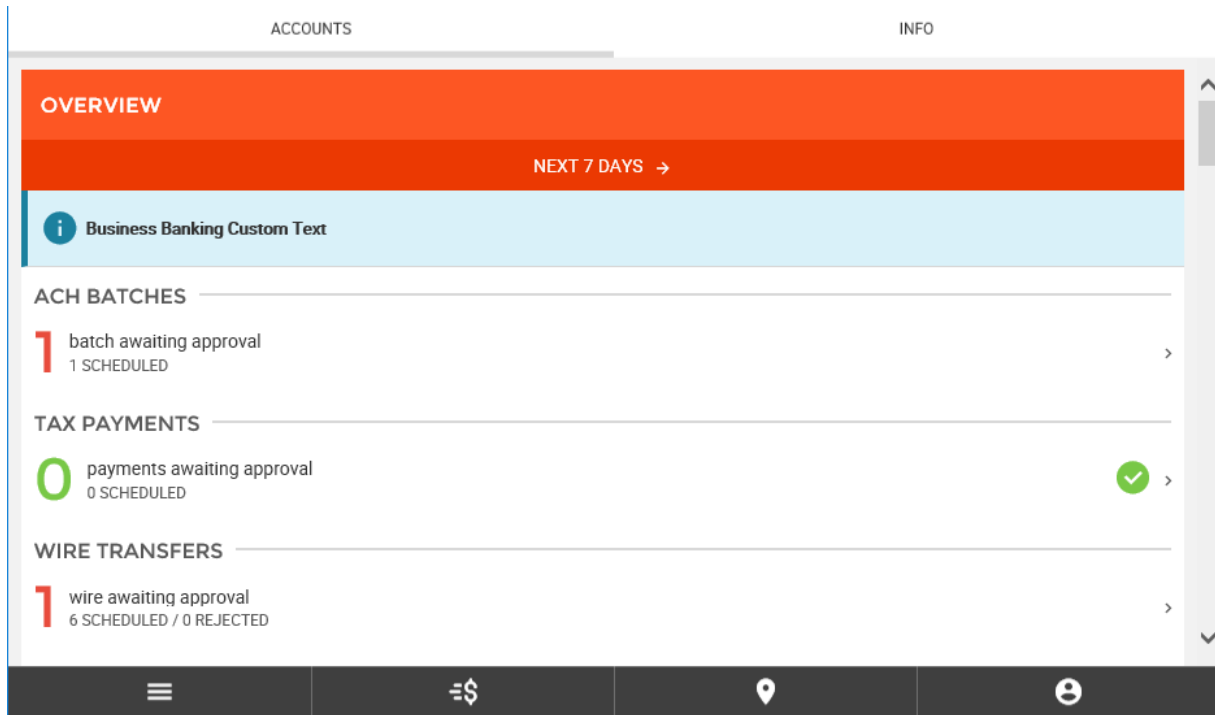 ACCOUNTS
INFO
OVERVIEW
NEXT 7 DAYS →
Business Banking Custom Text
ACH BATCHES
1 batch awaiting approval
1 SCHEDULED
TAX PAYMENTS
0 payments awaiting approval
0 SCHEDULED
WIRE TRANSFERS
1 wire awaiting approval
6 SCHEDULED / 0 REJECTED